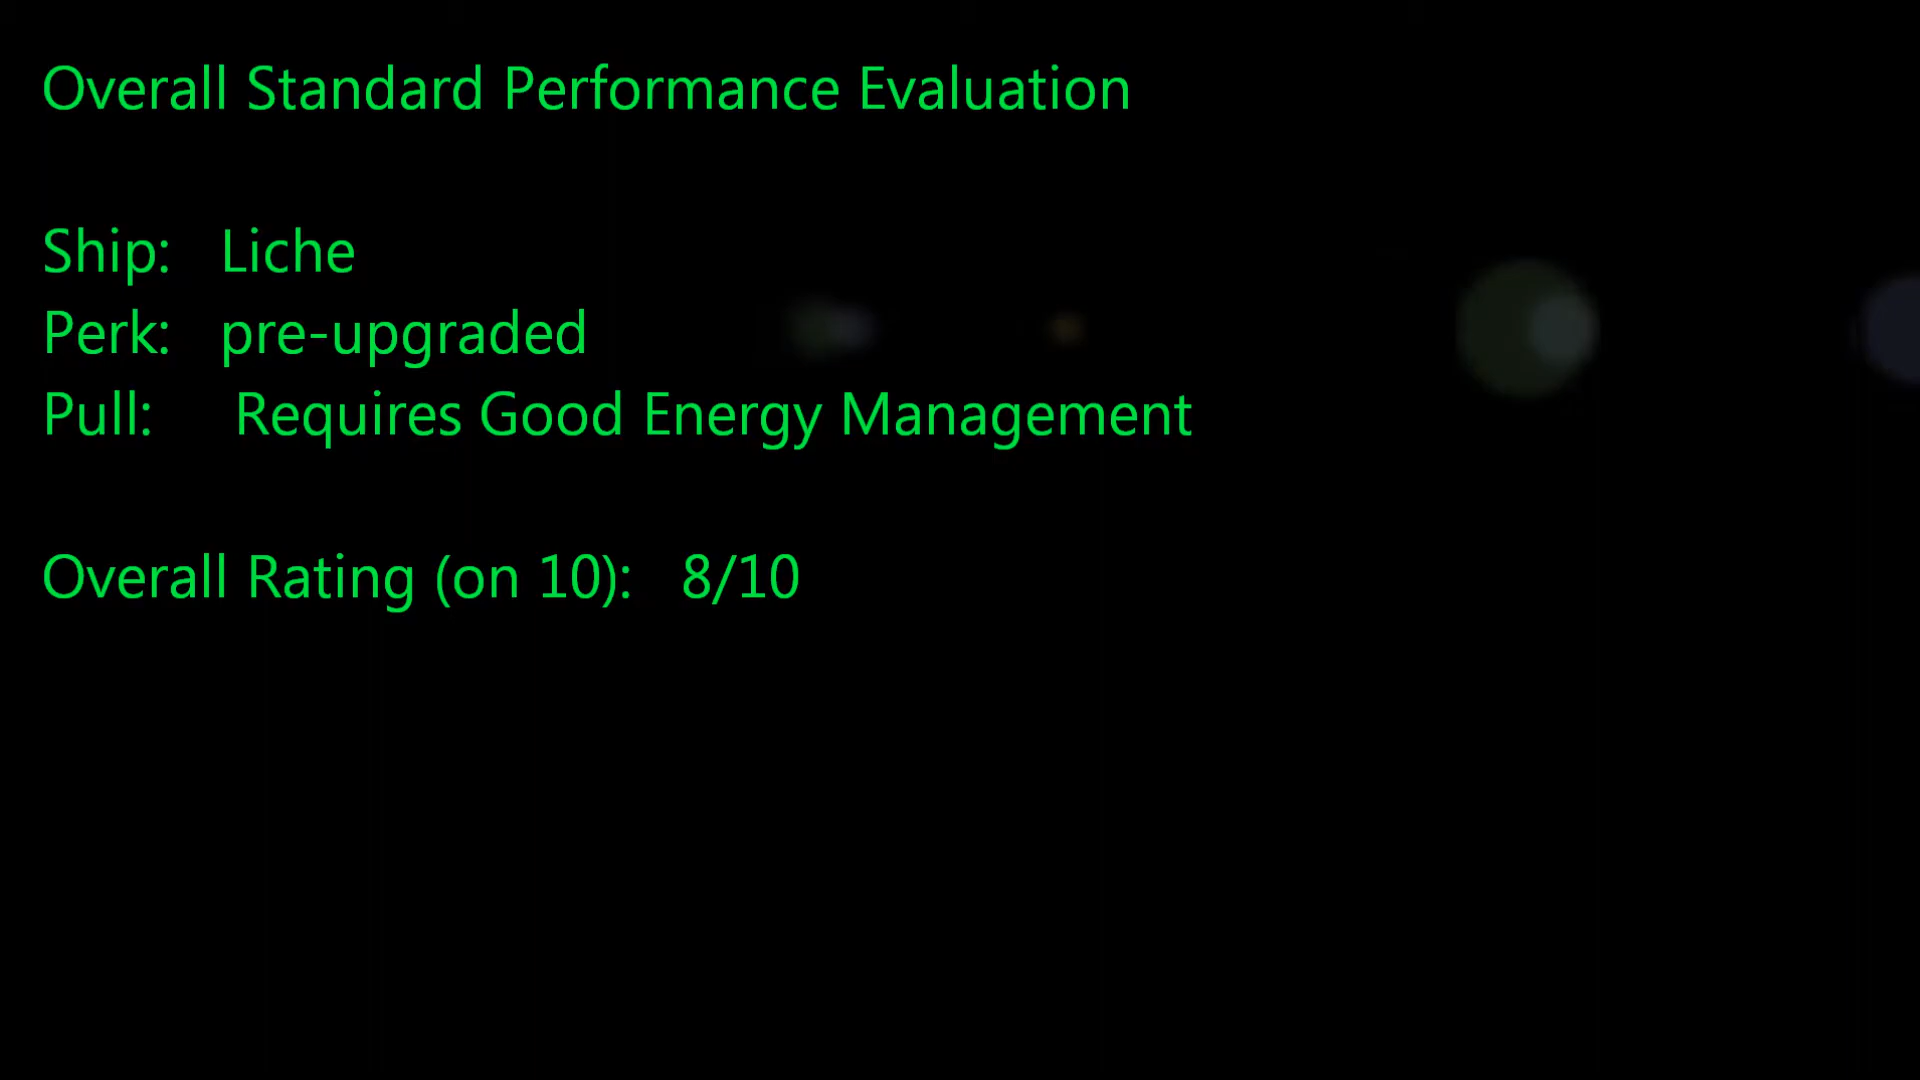 Overall Standard Performance Evaluation
Ship: Liche
Perk: pre-upgraded
Pull: Requires Good Energy Management
Overall Rating (on 10): 8/10